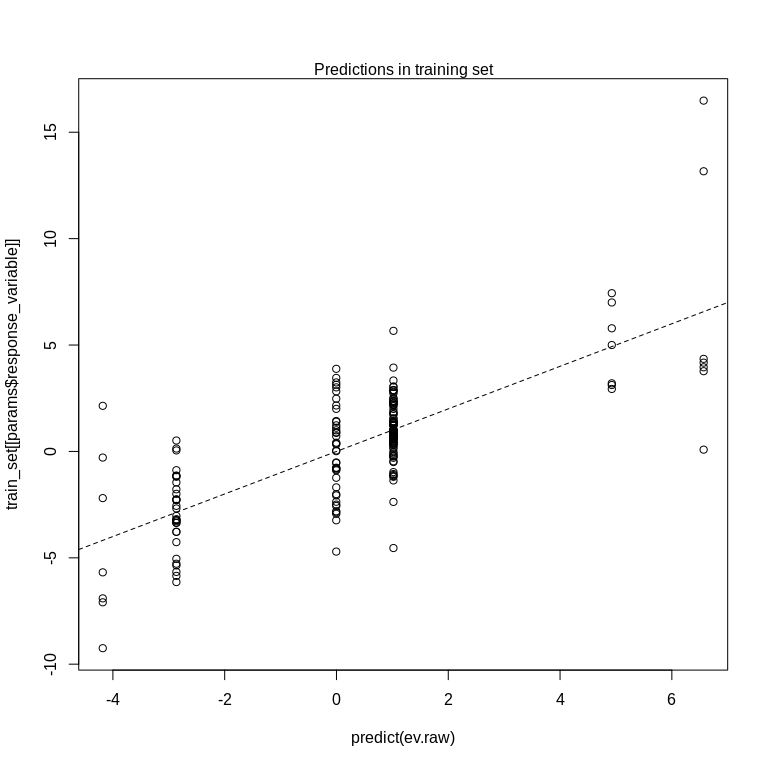 Predictions in training set
train_set[[params$response_variable]]
15
10
5
0
-5
-10
-4 -2 0 2 4 6
predict(ev.raw)